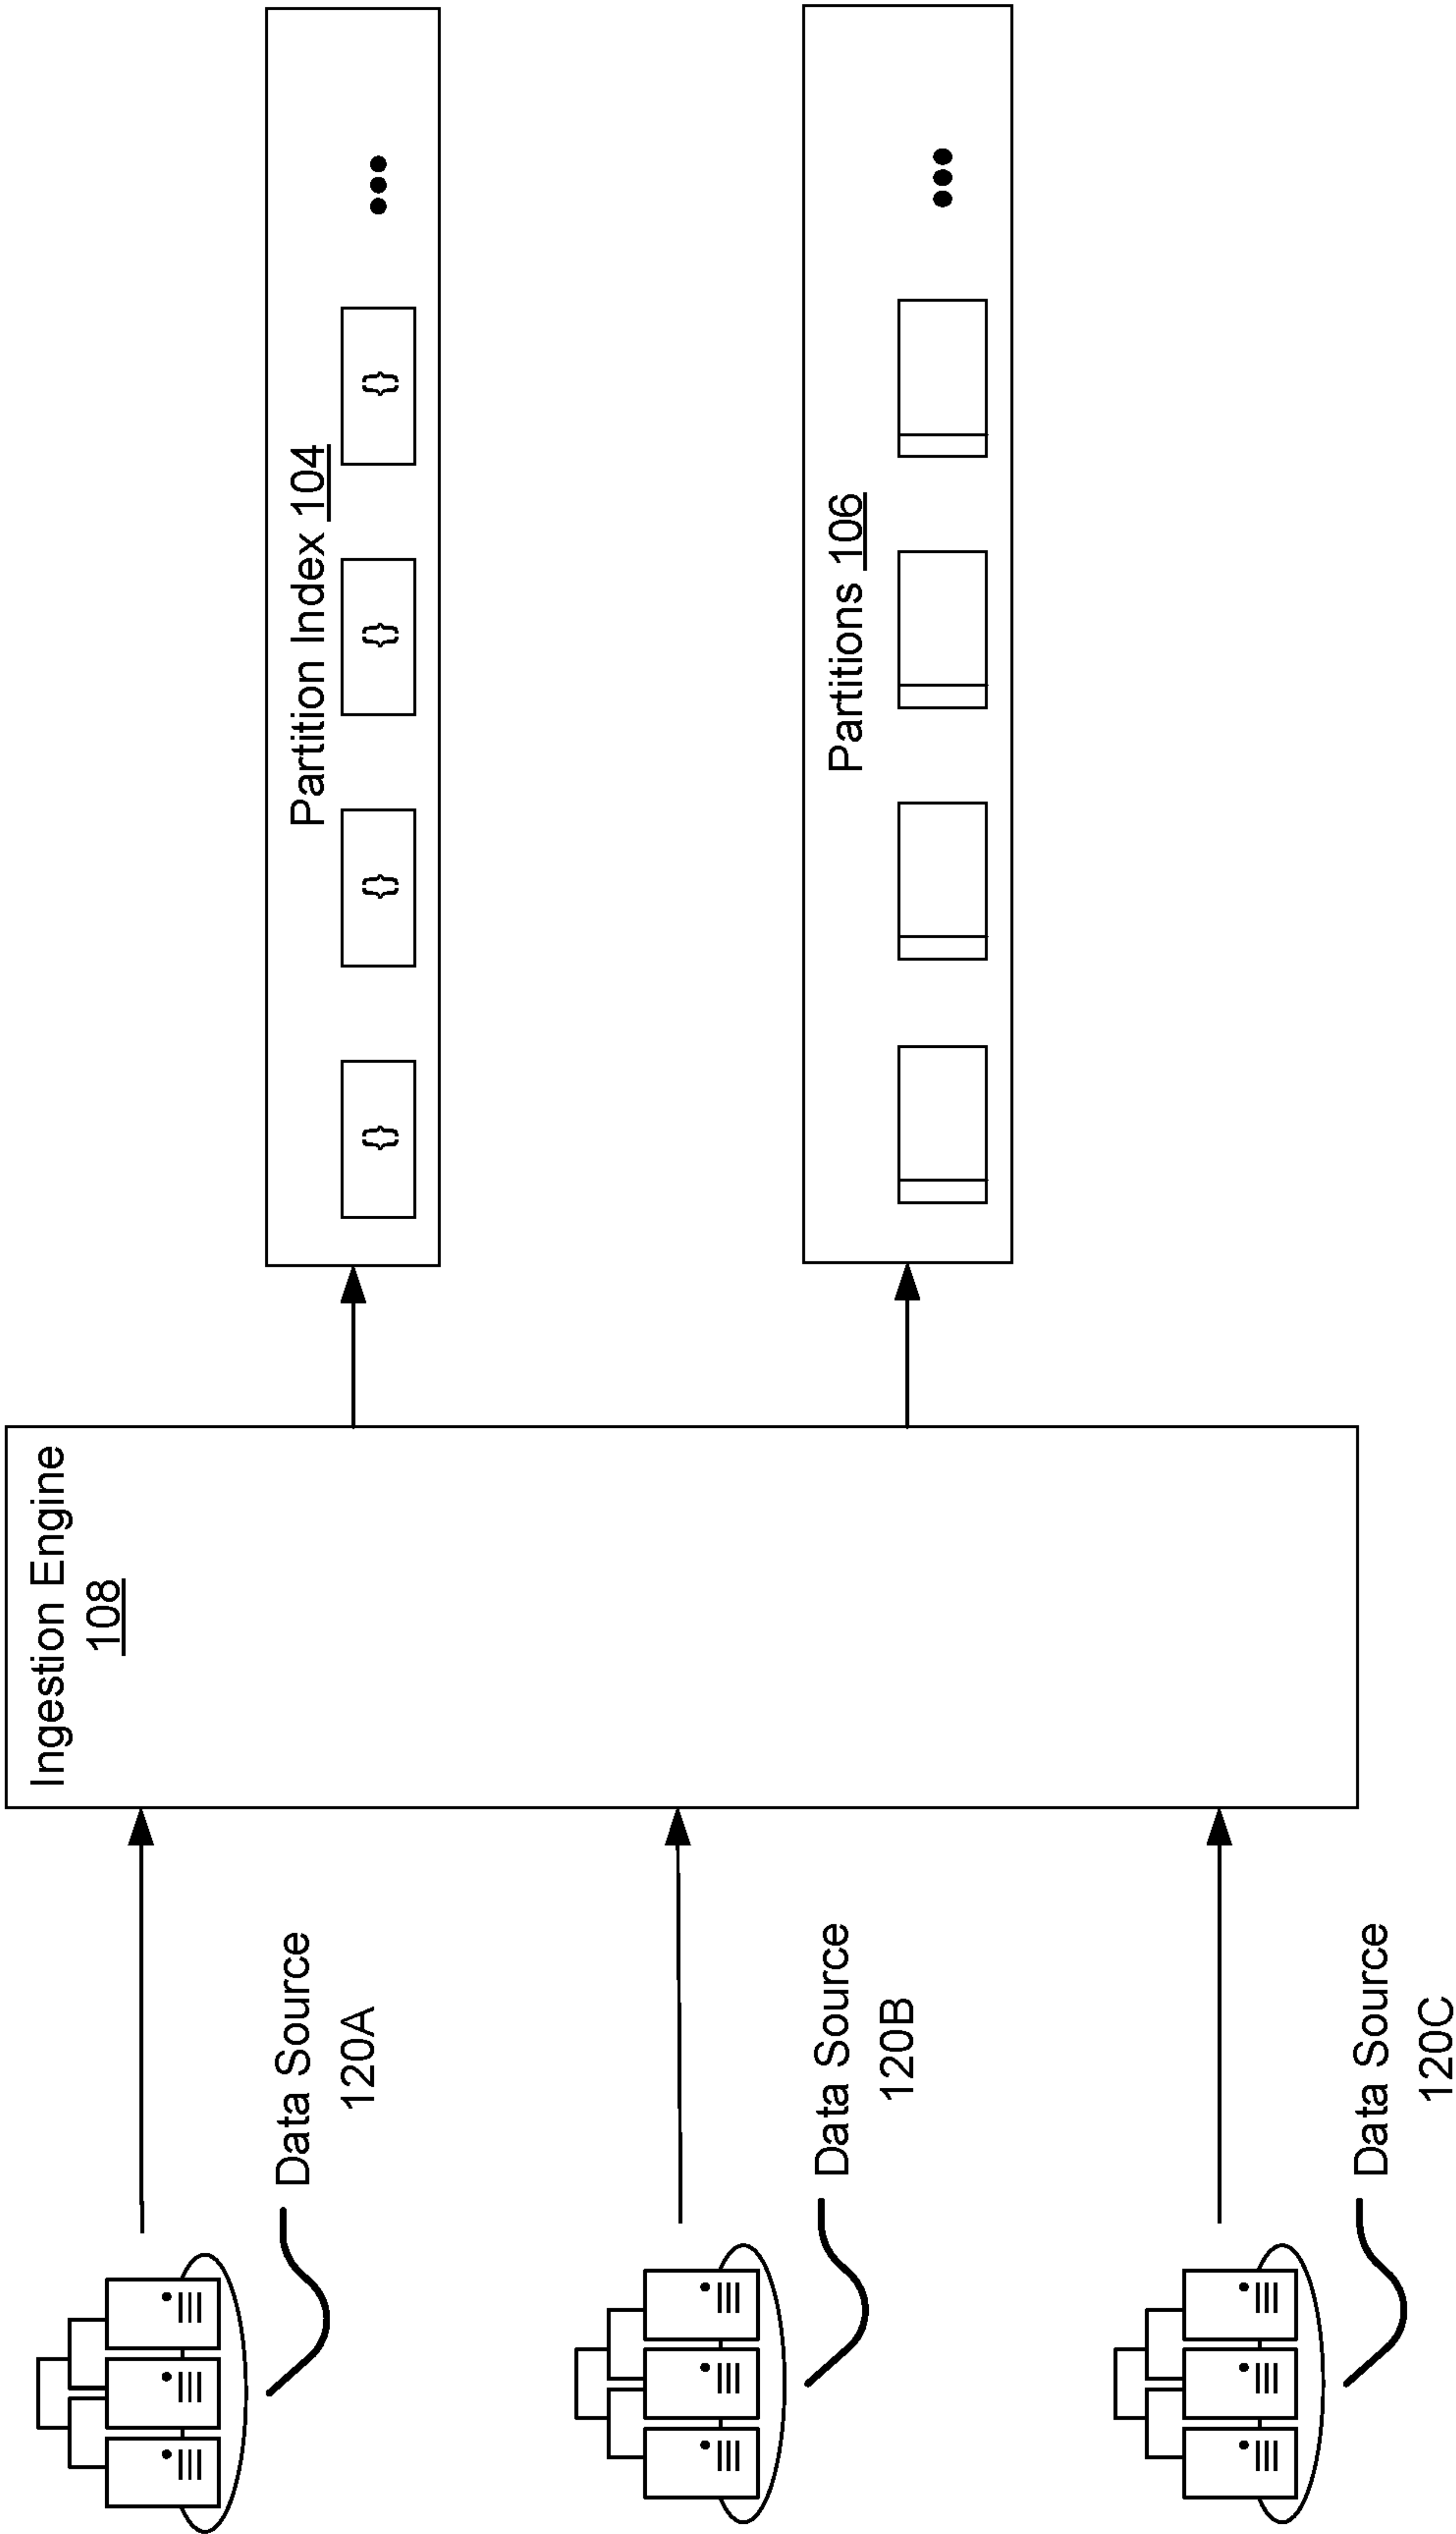 Ingestion Engine
108
Partition Index 104
{}
{}
{}
{}
Partitions 106
Data Source
120A
Data Source
120B
Data Source
120C